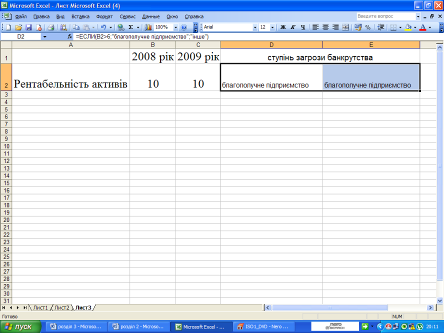 Microsoft Excel - Лист Microsoft Excel (4)
Файл Правка Вид Вставка Формат Сервис Данные Окно Справка
Введите вопрос
100% Arial 12
D2 =ЕСЛИ(B2>6;"благополучне підприємство";"інше")
A B C D E
1 2008 рік 2009 рік ступінь загрози банкрутства
2 Рентабельність активів 10 10 благополучне підприємство благополучне підприємство
3
4
5
6
7
8
9
10
11
12
13
14
15
16
17
18
19
20
21
22
23
24
25
26
27
28
29
30
31
Лист1 Лист2 Лист3
Готово NUM
пуск розділ 3 - Microso... розділ 2 - Microso... Microsoft Excel - ... nero 20:11